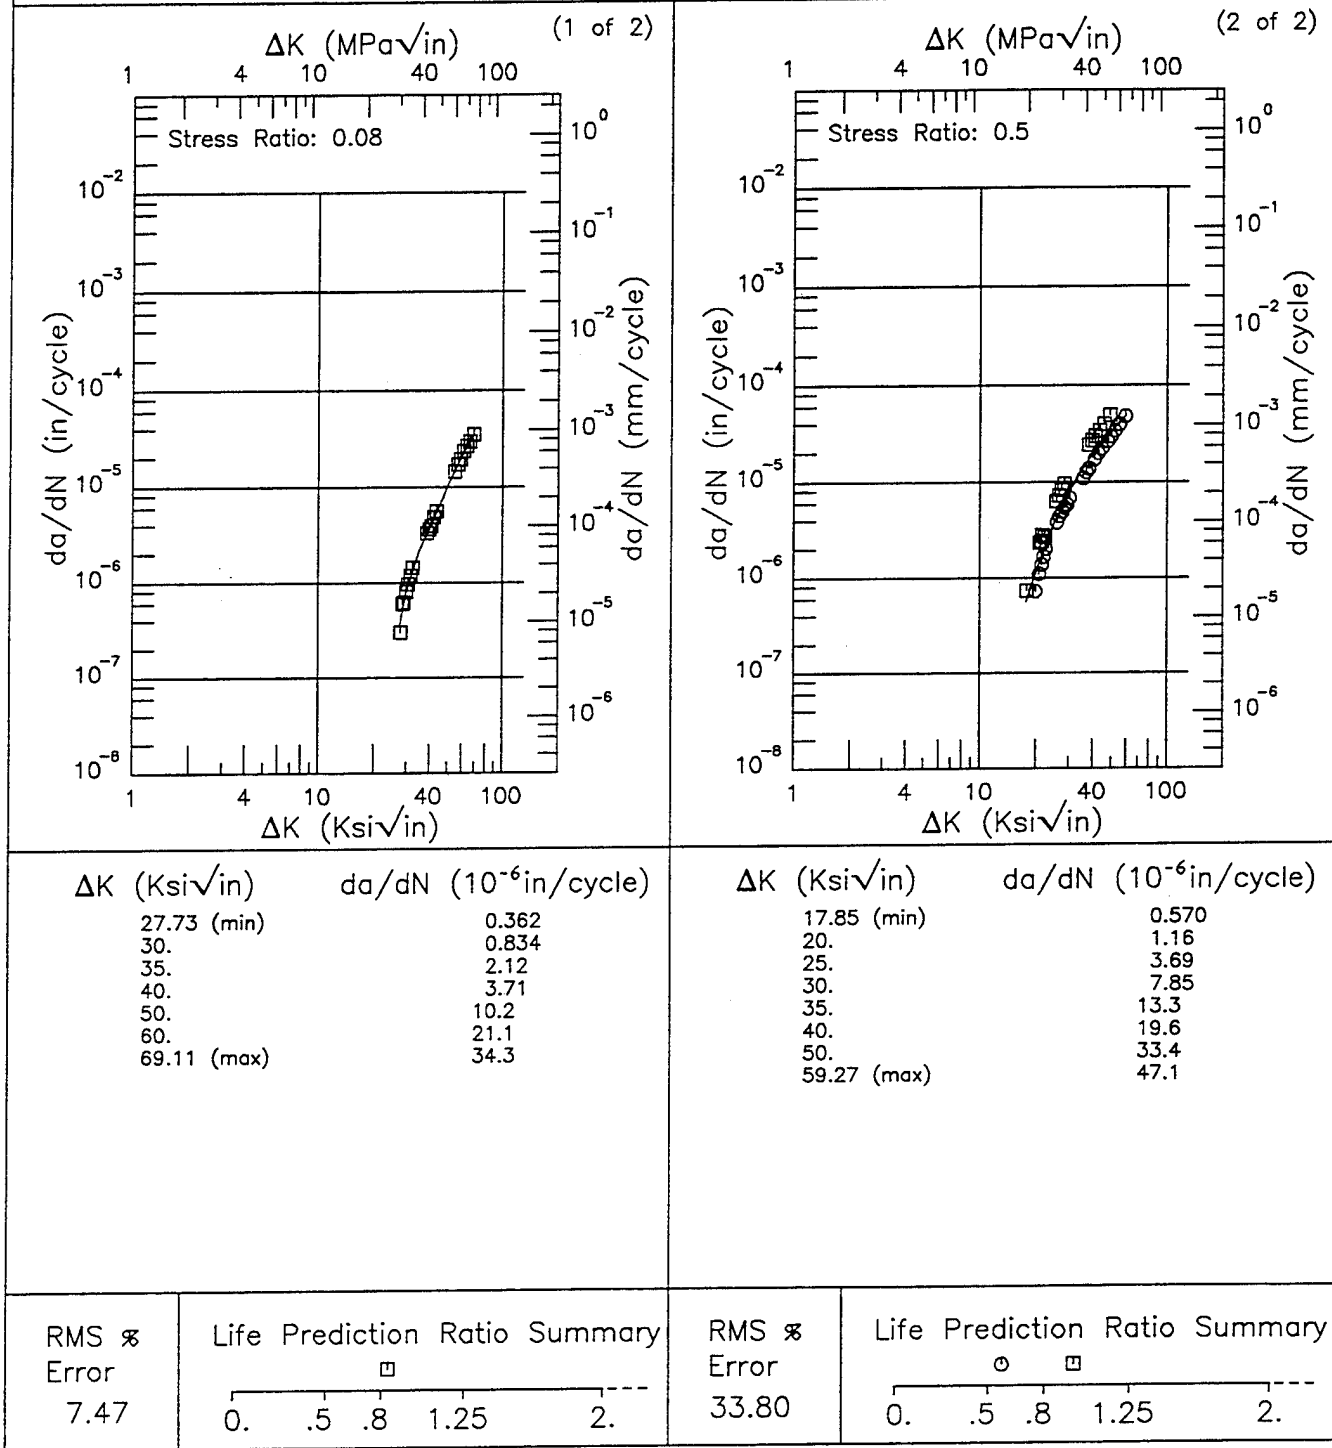 (1 of 2)
ΔK (MPa√in)
1 4 10 40 100
Stress Ratio: 0.08
da/dN (in/cycle)
10⁻²
10⁻³
10⁻⁴
10⁻⁵
10⁻⁶
10⁻⁷
10⁻⁸
10⁰
10⁻¹
10⁻²
10⁻³
10⁻⁴
10⁻⁵
10⁻⁶
da/dN (mm/cycle)
1 4 10 40 100
ΔK (Ksi√in)
ΔK (Ksi√in) da/dN (10⁻⁶in/cycle)
27.73 (min) 0.362
30. 0.834
35. 2.12
40. 3.71
50. 10.2
60. 21.1
69.11 (max) 34.3
RMS %
Error
7.47
Life Prediction Ratio Summary
0. .5 .8 1.25 2.
(2 of 2)
ΔK (MPa√in)
1 4 10 40 100
Stress Ratio: 0.5
da/dN (in/cycle)
10⁻²
10⁻³
10⁻⁴
10⁻⁵
10⁻⁶
10⁻⁷
10⁻⁸
10⁰
10⁻¹
10⁻²
10⁻³
10⁻⁴
10⁻⁵
10⁻⁶
da/dN (mm/cycle)
1 4 10 40 100
ΔK (Ksi√in)
ΔK (Ksi√in) da/dN (10⁻⁶in/cycle)
17.85 (min) 0.570
20. 1.16
25. 3.69
30. 7.85
35. 13.3
40. 19.6
50. 33.4
59.27 (max) 47.1
RMS %
Error
33.80
Life Prediction Ratio Summary
0. .5 .8 1.25 2.